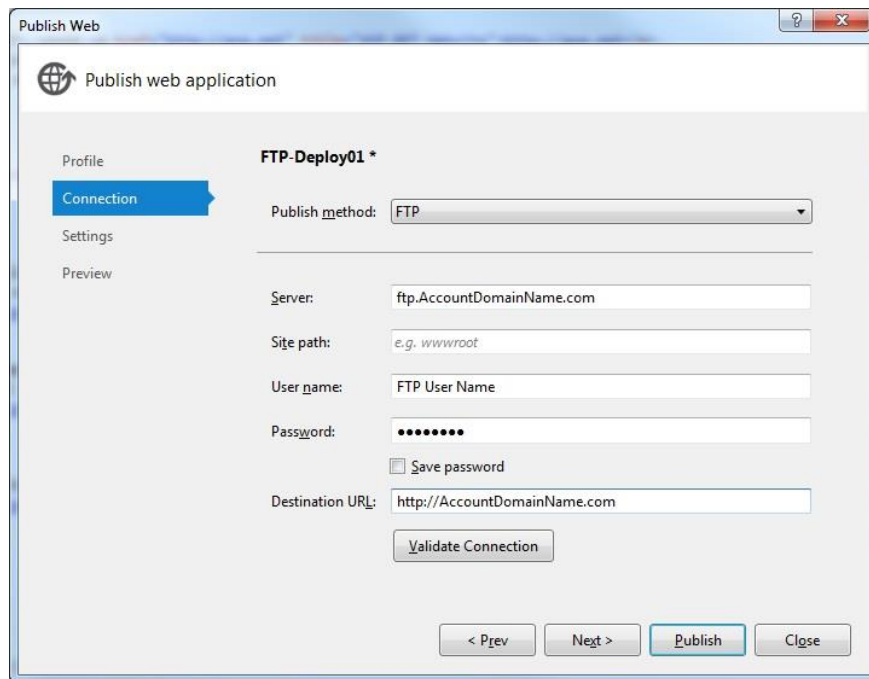 Publish Web
Publish web application
Profile
Connection
Settings
Preview
FTP-Deploy01 *
Publish method: FTP
Server: ftp.AccountDomainName.com
Site path: e.g. wwwroot
User name: FTP User Name
Password: ●●●●●●●●
Save password
Destination URL: http://AccountDomainName.com
Validate Connection
< Prev Next > Publish Close